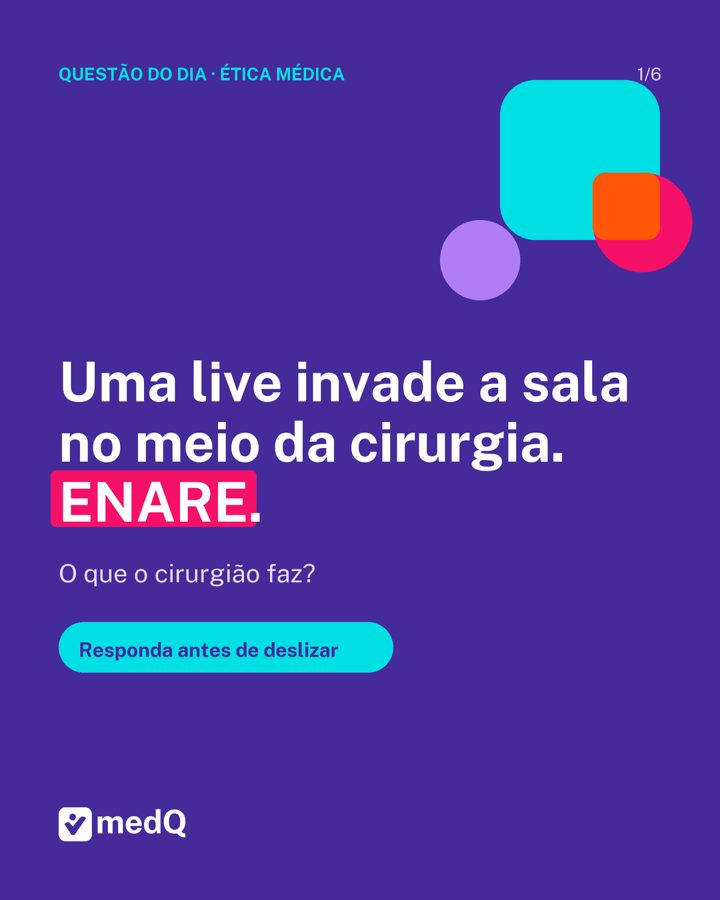 QUESTÃO DO DIA · ÉTICA MÉDICA
1/6
Uma live invade a sala
no meio da cirurgia.
ENARE.
O que o cirurgião faz?
Responda antes de deslizar
medQ